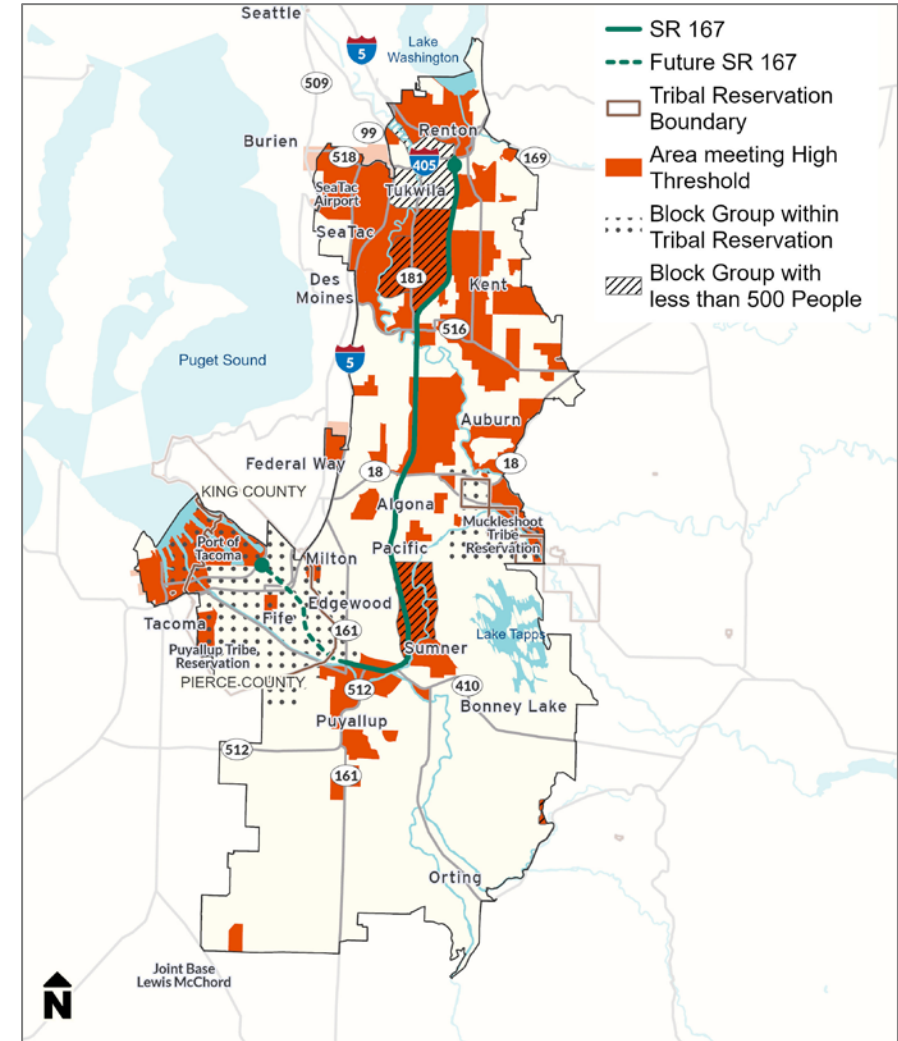 Seattle
5
Lake
Washington
509
99
Renton
Burien
518
405
169
SeaTac
Airport
Tukwila
SeaTac
181
Kent
Des
Moines
516
5
Puget Sound
Auburn
Federal Way
18
18
KING COUNTY
Algona
Port of
Tacoma
Muckleshoot
Tribe
Reservation
Pacific
Milton
Edgewood
Fife
Tacoma
161
Lake Tapps
Puyallup Tribe
Reservation
Sumner
PIERCE COUNTY
512
410
Bonney Lake
Puyallup
512
161
Orting
Joint Base
Lewis McChord
N
SR 167
Future SR 167
Tribal Reservation
Boundary
Area meeting High
Threshold
Block Group within
Tribal Reservation
Block Group with
less than 500 People